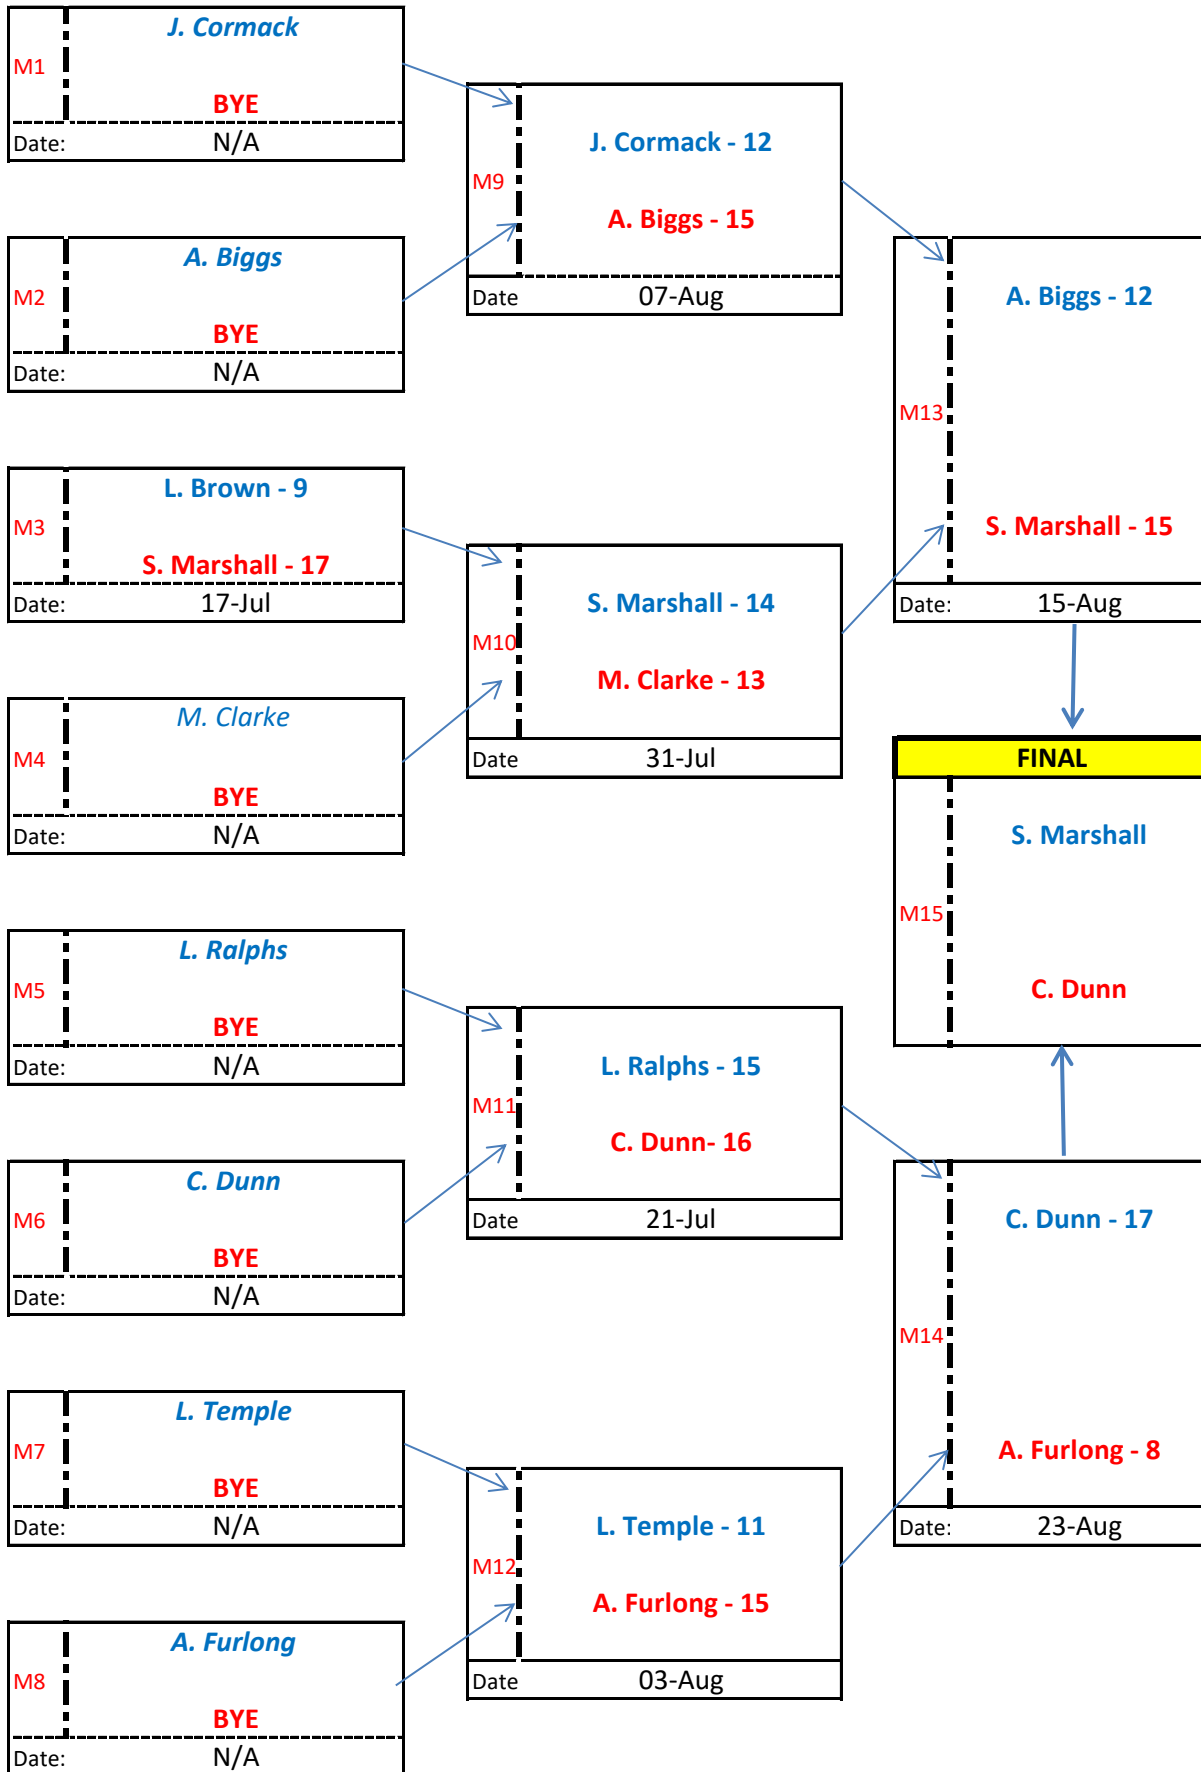 J. Cormack
M1
BYE
Date: N/A
A. Biggs
M2
BYE
Date: N/A
L. Brown - 9
M3
S. Marshall - 17
Date: 17-Jul
M. Clarke
M4
BYE
Date: N/A
L. Ralphs
M5
BYE
Date: N/A
C. Dunn
M6
BYE
Date: N/A
L. Temple
M7
BYE
Date: N/A
A. Furlong
M8
BYE
Date: N/A
J. Cormack - 12
M9
A. Biggs - 15
Date 07-Aug
S. Marshall - 14
M10
M. Clarke - 13
Date 31-Jul
L. Ralphs - 15
M11
C. Dunn- 16
Date 21-Jul
L. Temple - 11
M12
A. Furlong - 15
Date 03-Aug
A. Biggs - 12
M13
S. Marshall - 15
Date: 15-Aug
FINAL
S. Marshall
M15
C. Dunn
C. Dunn - 17
M14
A. Furlong - 8
Date: 23-Aug